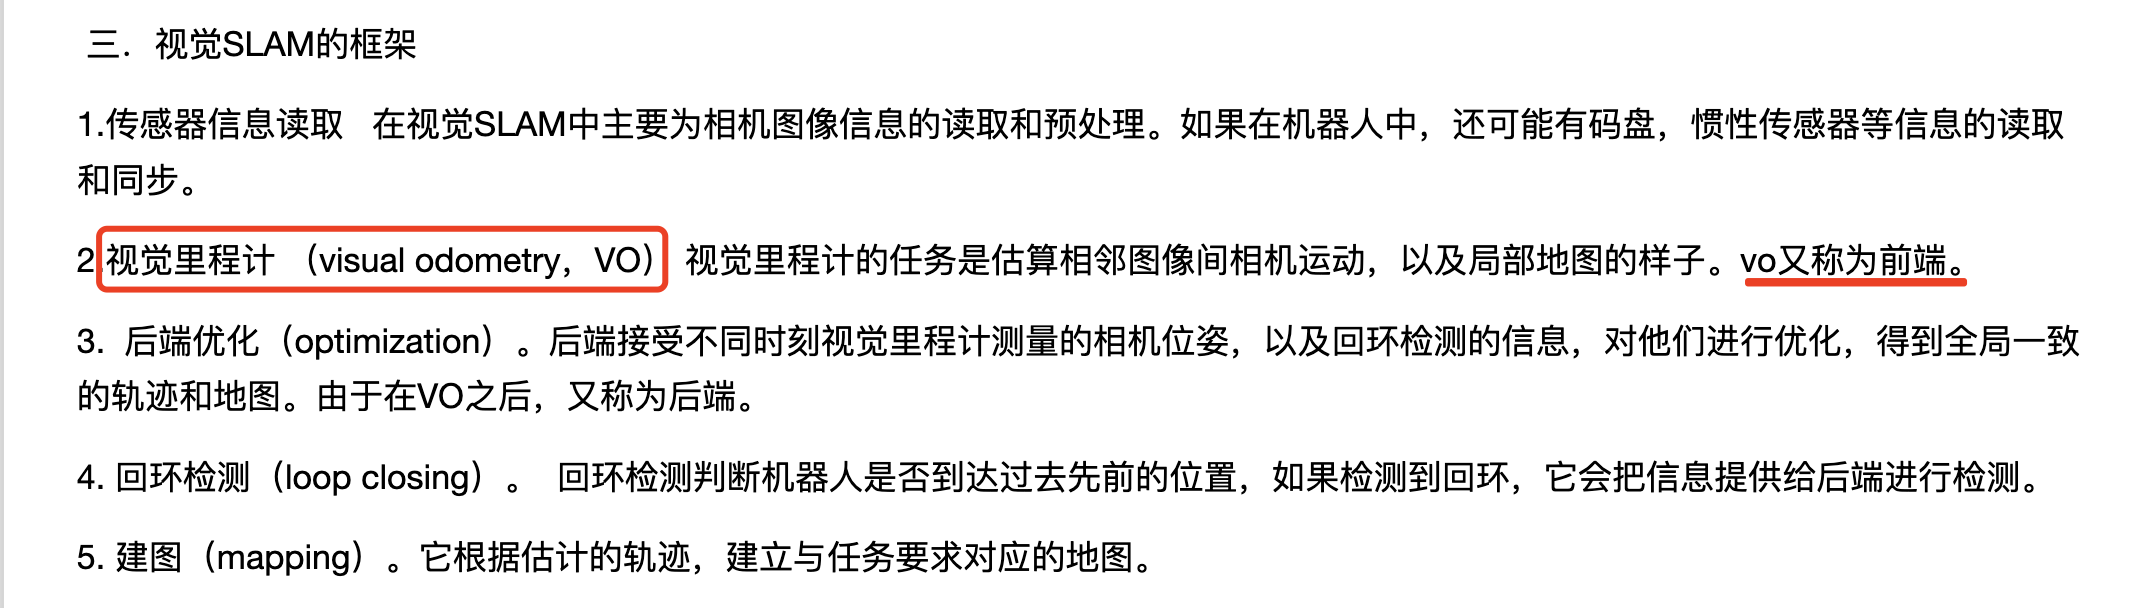 三．视觉SLAM的框架
1.传感器信息读取 在视觉SLAM中主要为相机图像信息的读取和预处理。如果在机器人中，还可能有码盘，惯性传感器等信息的读取
和同步。
2.视觉里程计 （visual odometry，VO） 视觉里程计的任务是估算相邻图像间相机运动，以及局部地图的样子。vo又称为前端。
3. 后端优化（optimization）。后端接受不同时刻视觉里程计测量的相机位姿，以及回环检测的信息，对他们进行优化，得到全局一致
的轨迹和地图。由于在VO之后，又称为后端。
4. 回环检测（loop closing）。 回环检测判断机器人是否到达过去先前的位置，如果检测到回环，它会把信息提供给后端进行检测。
5. 建图（mapping）。它根据估计的轨迹，建立与任务要求对应的地图。